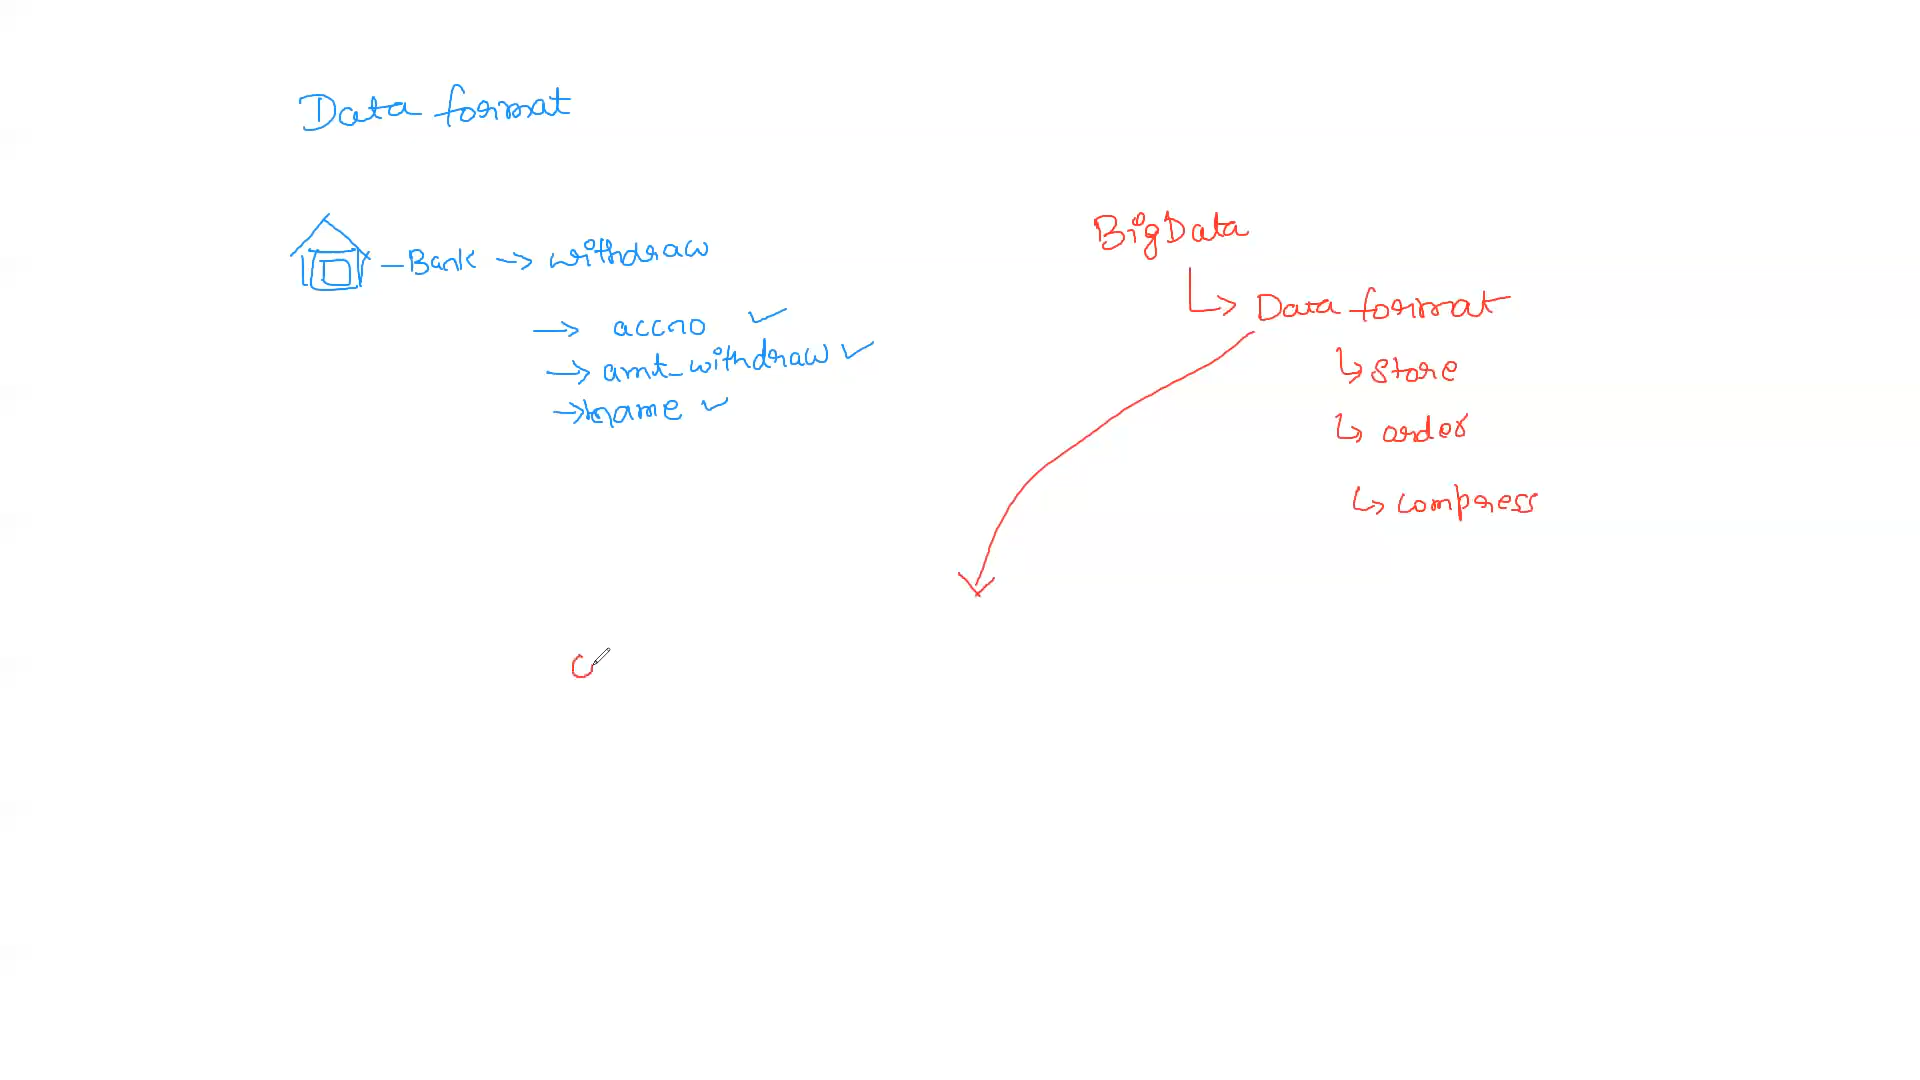 Data format
Bank → withdraw
→ accno ✓
→ amt_withdraw ✓
→ name ✓
BigData
↳ Data format
↳ store
↳ order
↳ compress